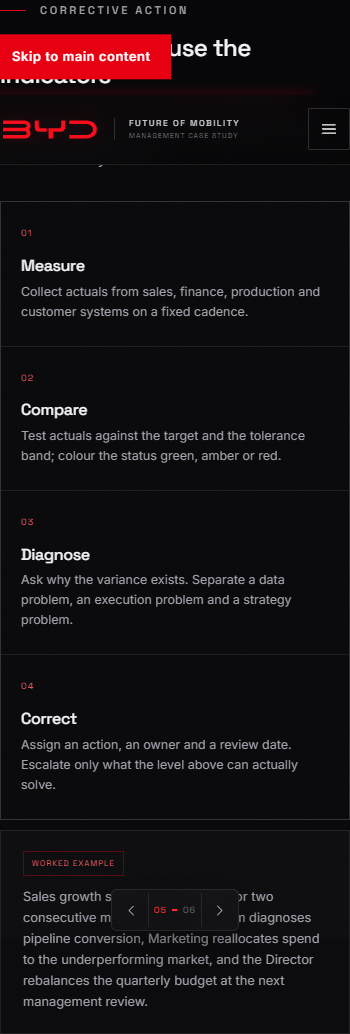 CORRECTIVE ACTION
Skip to main content
use the
indicators
BYD
FUTURE OF MOBILITY
MANAGEMENT CASE STUDY
01
Measure
Collect actuals from sales, finance, production and
customer systems on a fixed cadence.
02
Compare
Test actuals against the target and the tolerance
band; colour the status green, amber or red.
03
Diagnose
Ask why the variance exists. Separate a data
problem, an execution problem and a strategy
problem.
04
Correct
Assign an action, an owner and a review date.
Escalate only what the level above can actually
solve.
WORKED EXAMPLE
Sales growth or two
consecutive diagnoses
05 06
pipeline conversion, Marketing reallocates spend
to the underperforming market, and the Director
rebalances the quarterly budget at the next
management review.